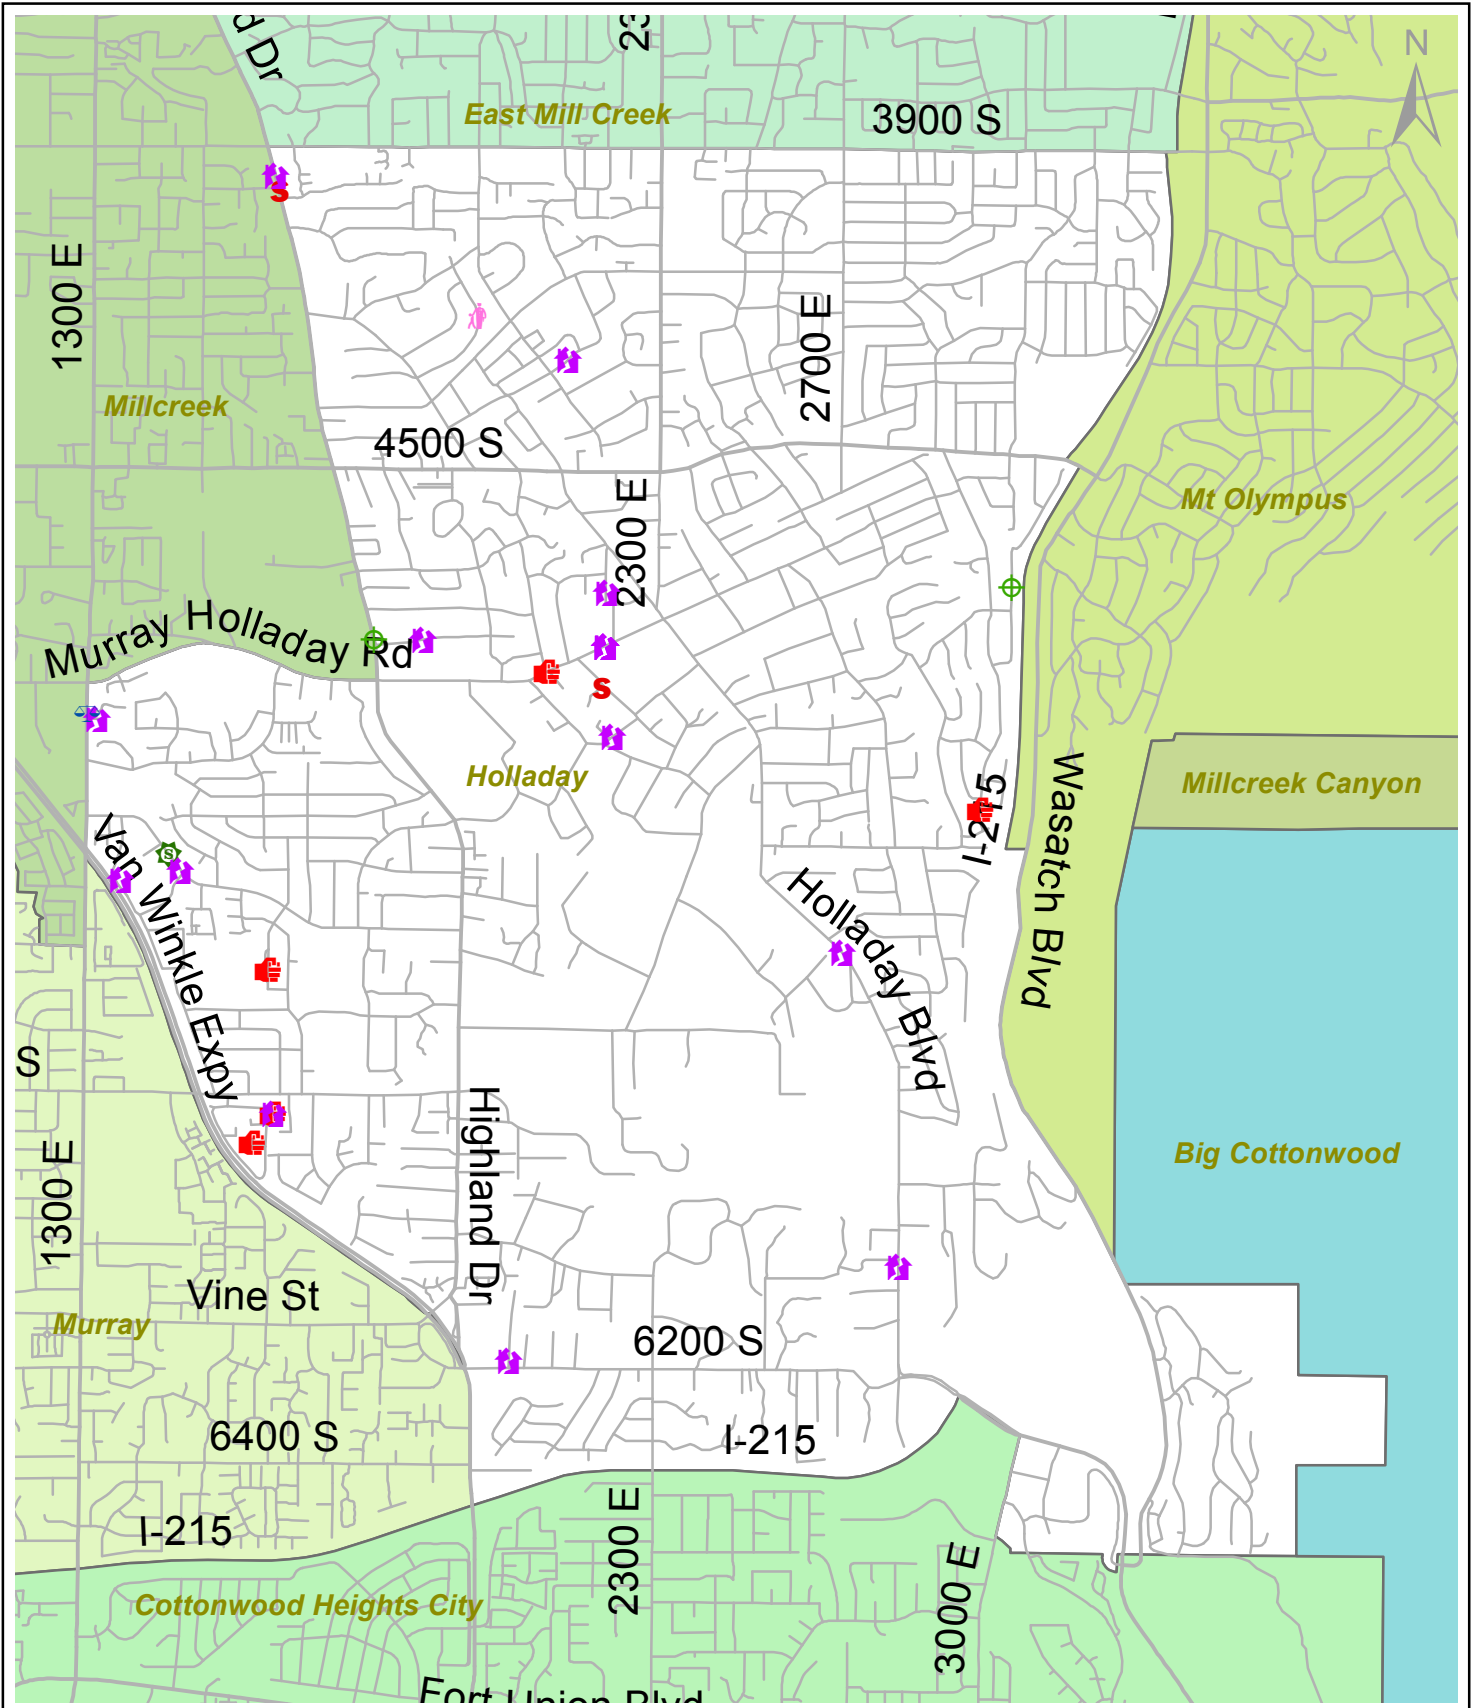 d Dr
23
N
East Mill Creek
3900 S
s
1300 E
2700 E
Millcreek
4500 S
Mt Olympus
2300 E
Murray Holladay Rd
s
Holladay
Millcreek Canyon
I-215
Wasatch Blvd
Van Winkle Expy
S
Holladay Blvd
S
Highland Dr
1300 E
Big Cottonwood
Vine St
Murray
6200 S
6400 S
I-215
I-215
2300 E
3000 E
Cottonwood Heights City
Fort Union Blvd